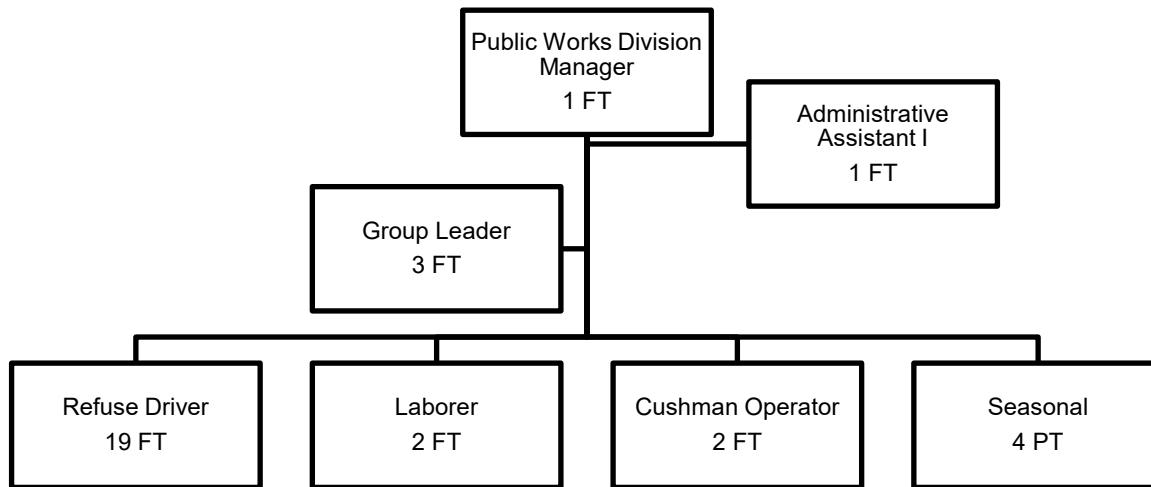 Public Works Division
Manager
1 FT
Administrative
Assistant I
1 FT
Group Leader
3 FT
Refuse Driver
19 FT
Laborer
2 FT
Cushman Operator
2 FT
Seasonal
4 PT